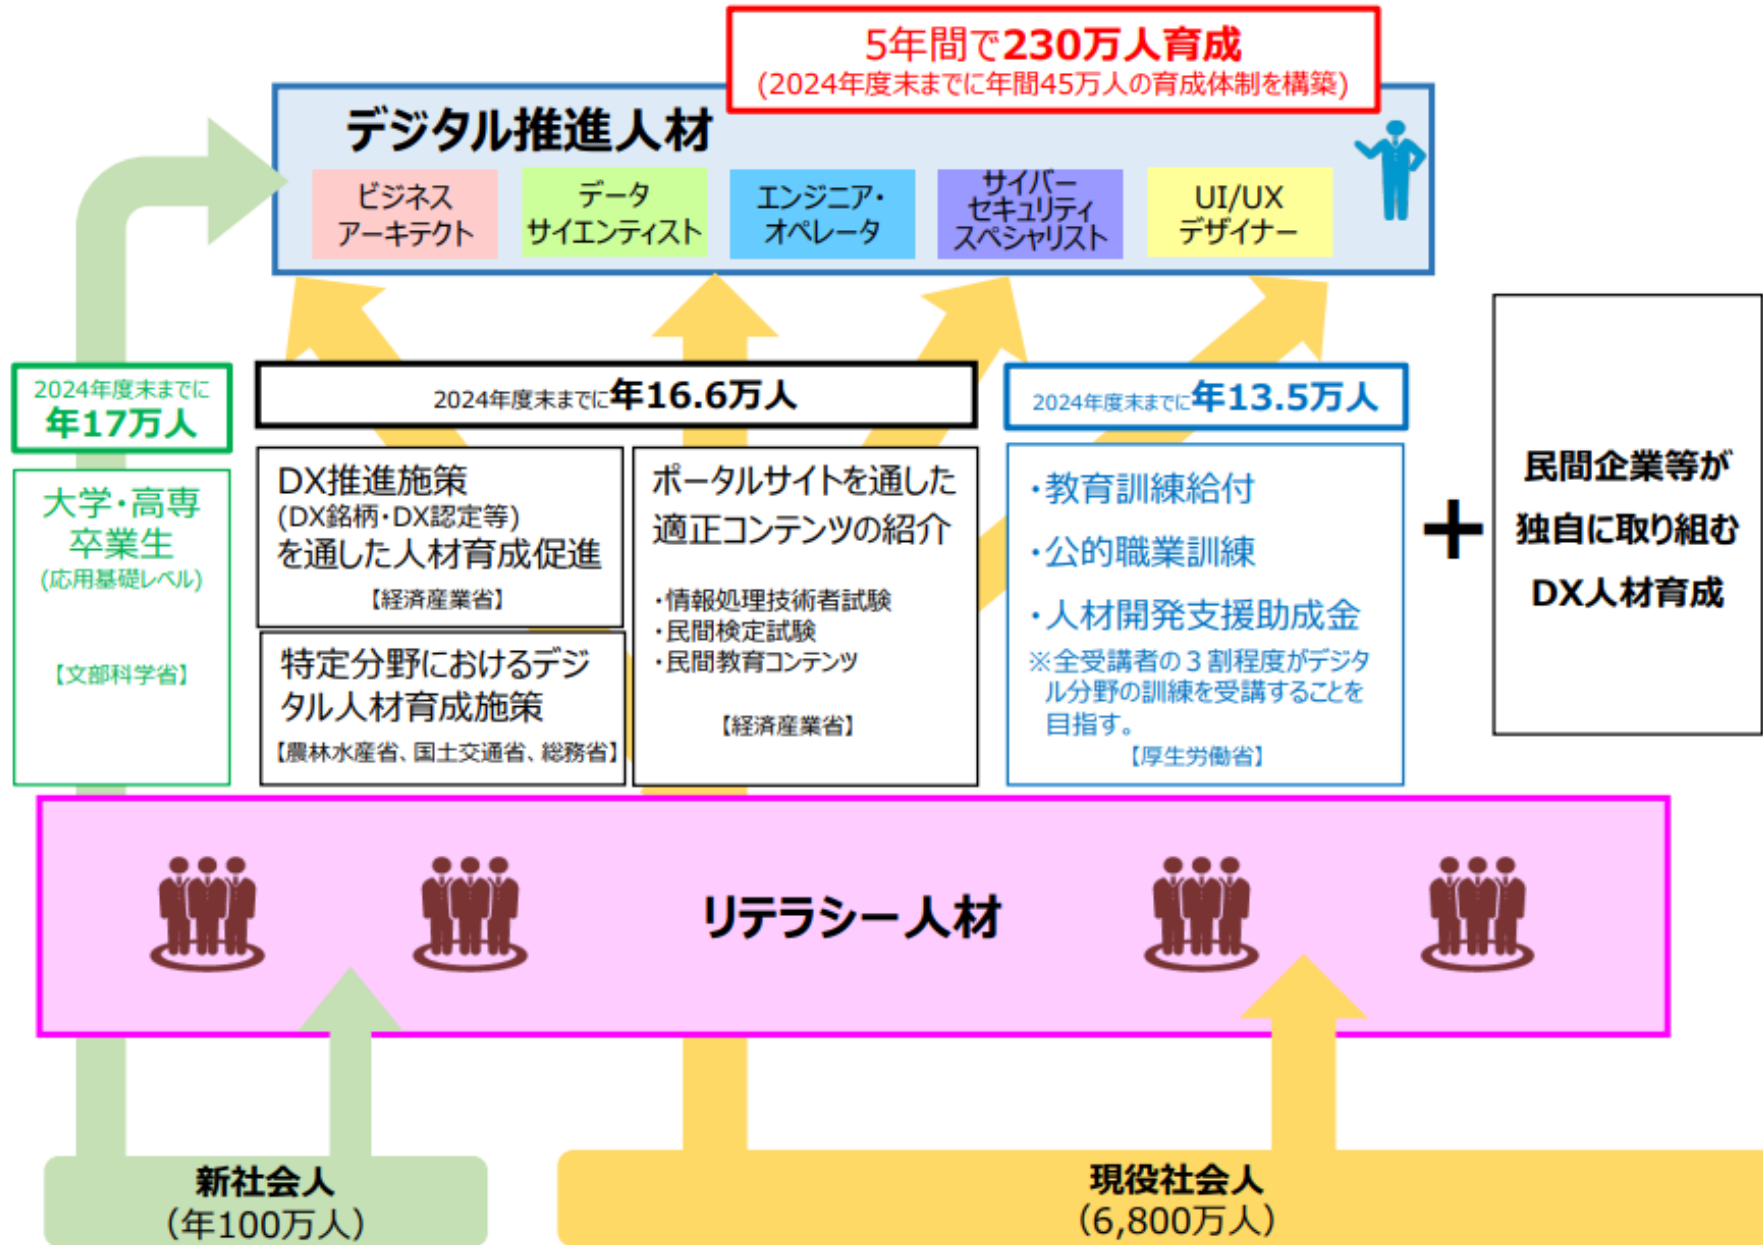 5年間で230万人育成
(2024年度末までに年間45万人の育成体制を構築)
デジタル推進人材
ビジネス
アーキテクト
データ
サイエンティスト
エンジニア・
オペレータ
サイバー
セキュリティ
スペシャリスト
UI/UX
デザイナー
2024年度末までに
年17万人
大学・高専
卒業生
(応用基礎レベル)
【文部科学省】
2024年度末までに年16.6万人
DX推進施策
(DX銘柄・DX認定等)
を通した人材育成促進
【経済産業省】
特定分野におけるデジ
タル人材育成施策
【農林水産省、国土交通省、総務省】
ポータルサイトを通した
適正コンテンツの紹介
・情報処理技術者試験
・民間検定試験
・民間教育コンテンツ
【経済産業省】
2024年度末までに年13.5万人
・教育訓練給付
・公的職業訓練
・人材開発支援助成金
※全受講者の3割程度がデジタ
ル分野の訓練を受講することを
目指す。
【厚生労働省】
+
民間企業等が
独自に取り組む
DX人材育成
リテラシー人材
新社会人
(年100万人)
現役社会人
(6,800万人)